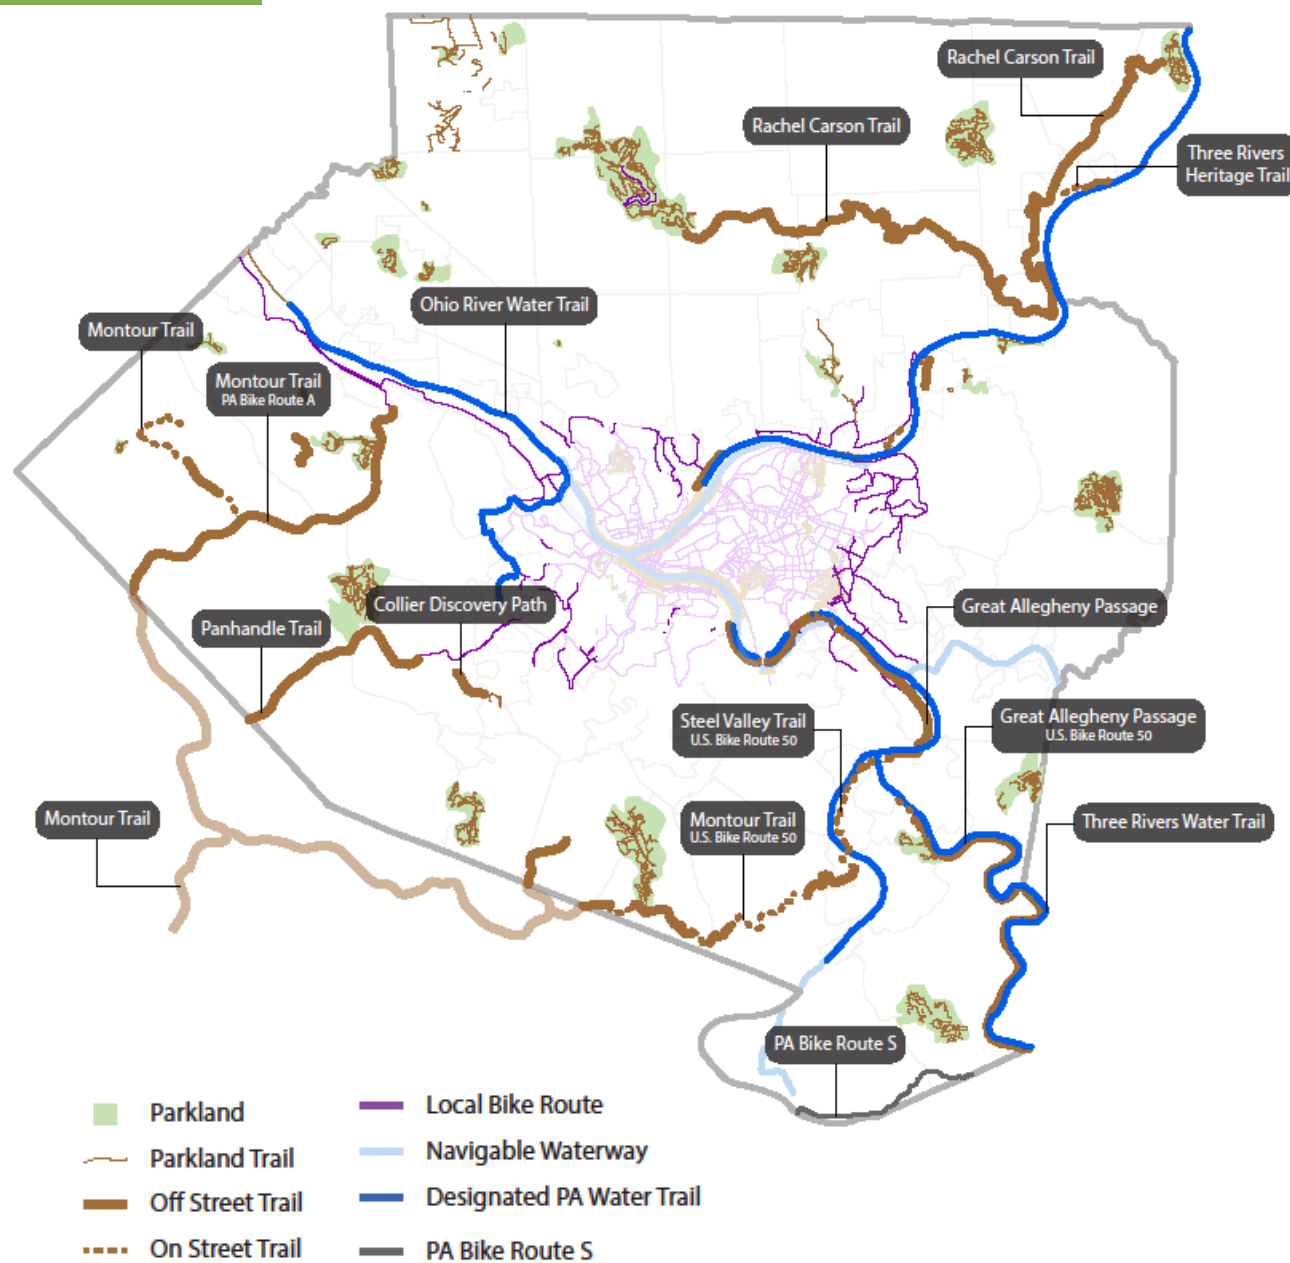 Rachel Carson Trail
Rachel Carson Trail
Three Rivers
Heritage Trail
Ohio River Water Trail
Montour Trail
Montour Trail
PA Bike Route A
Collier Discovery Path
Great Allegheny Passage
Panhandle Trail
Steel Valley Trail
U.S. Bike Route 50
Great Allegheny Passage
U.S. Bike Route 50
Montour Trail
Montour Trail
U.S. Bike Route 50
Three Rivers Water Trail
PA Bike Route S
Parkland
Parkland Trail
Off Street Trail
On Street Trail
Local Bike Route
Navigable Waterway
Designated PA Water Trail
PA Bike Route S